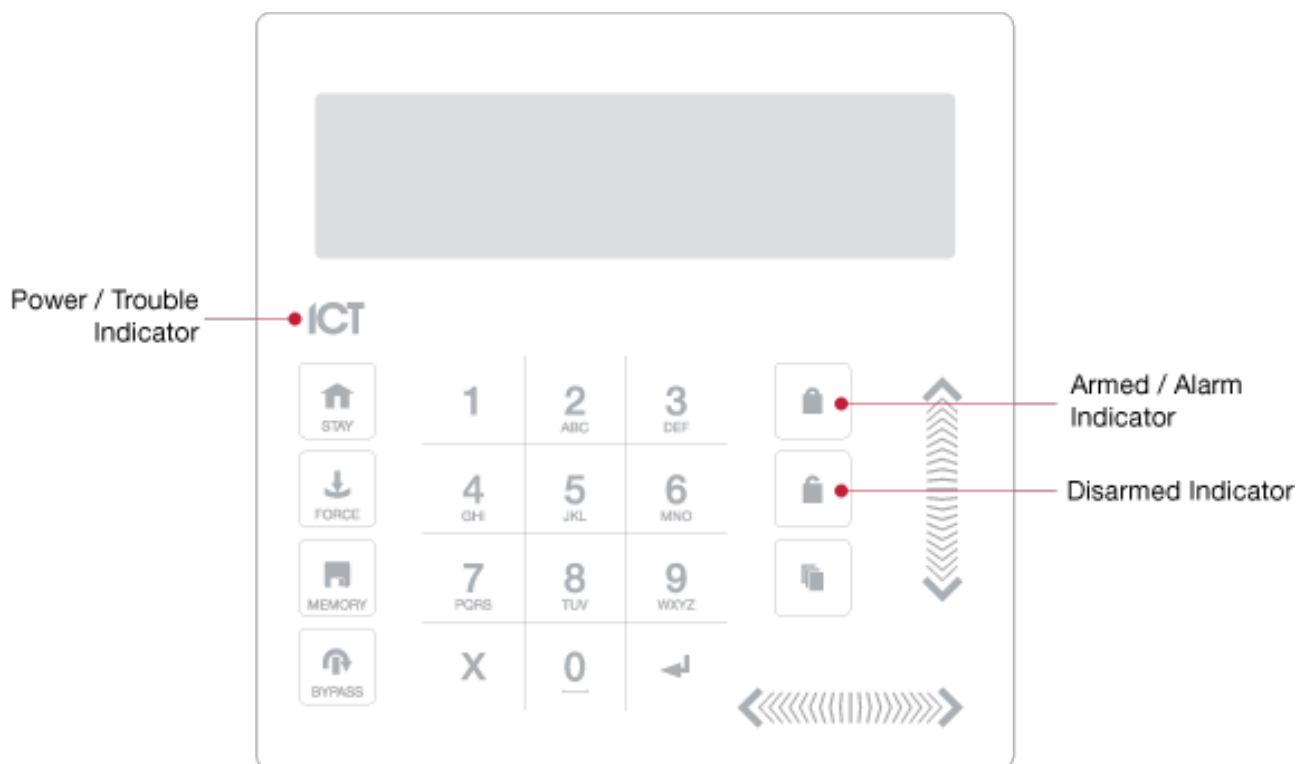 Power / Trouble
Indicator
ICT
STAY
1
2
ABC
3
DEF
Armed / Alarm
Indicator
FORCE
4
GHI
5
JKL
6
MNO
Disarmed Indicator
MEMORY
7
PQRS
8
TUV
9
WXYZ
BYPASS
X
0